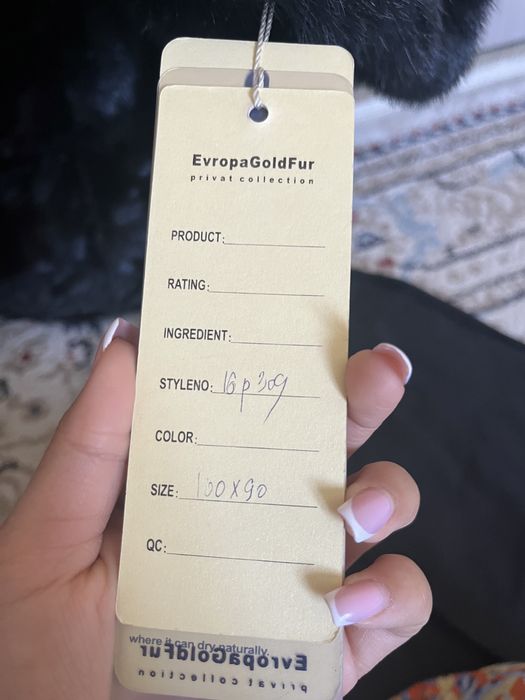 EvropaGoldFur
privat collection
PRODUCT:
RATING:
INGREDIENT:
STYLENO: 16p309
COLOR:
SIZE: 100x90
QC:
where it can dry naturally.
EvropaGoldFur
privat collection